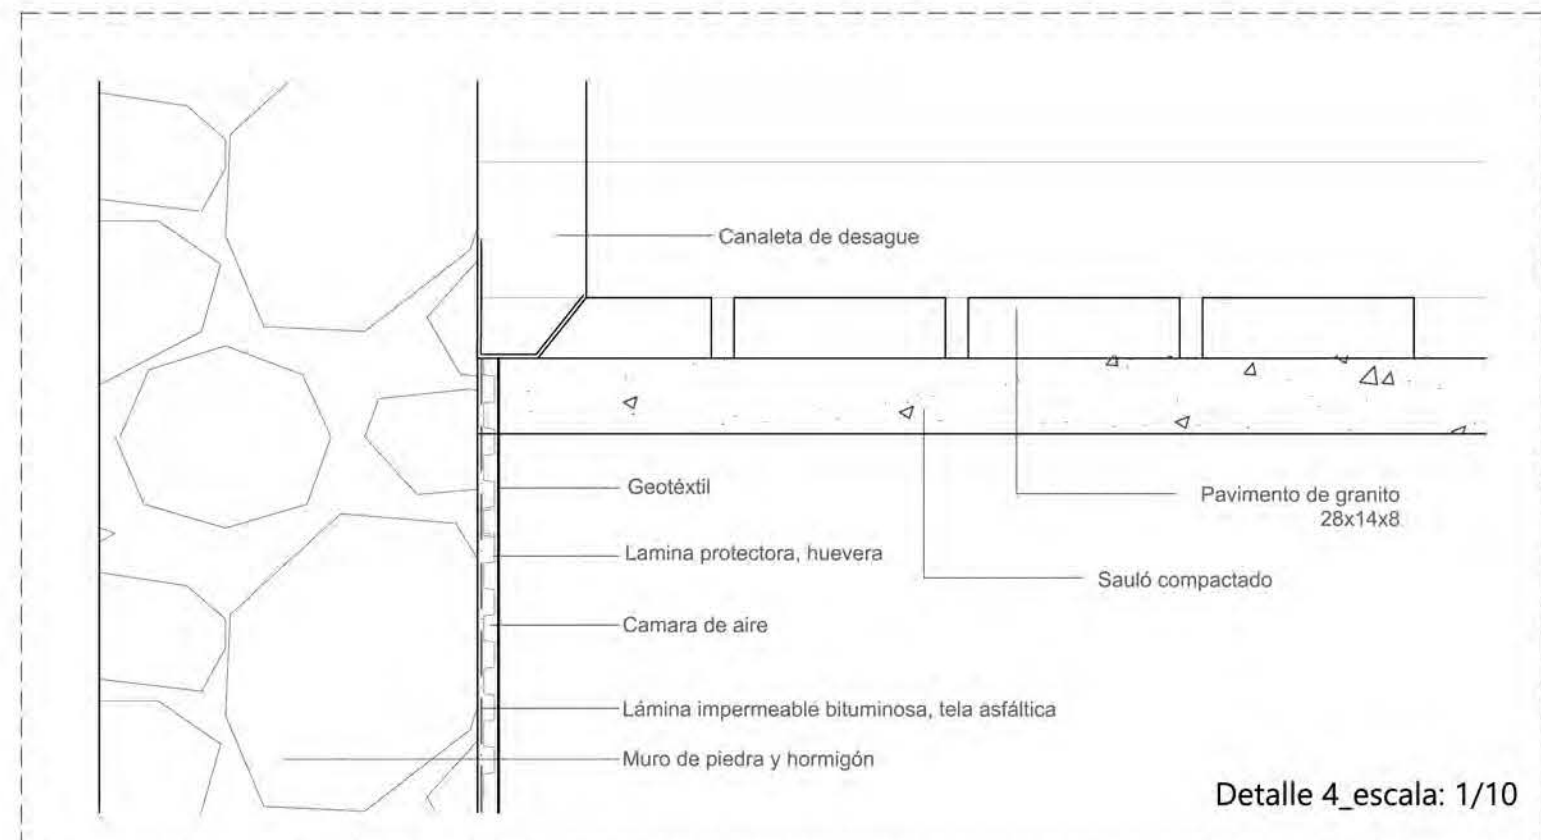 Canaleta de desague
Geotéxtil
Pavimento de granito
28x14x8
Lamina protectora, huevera
Sauló compactado
Camara de aire
Lámina impermeable bituminosa, tela asfáltica
Muro de piedra y hormigón
Detalle 4_escala: 1/10